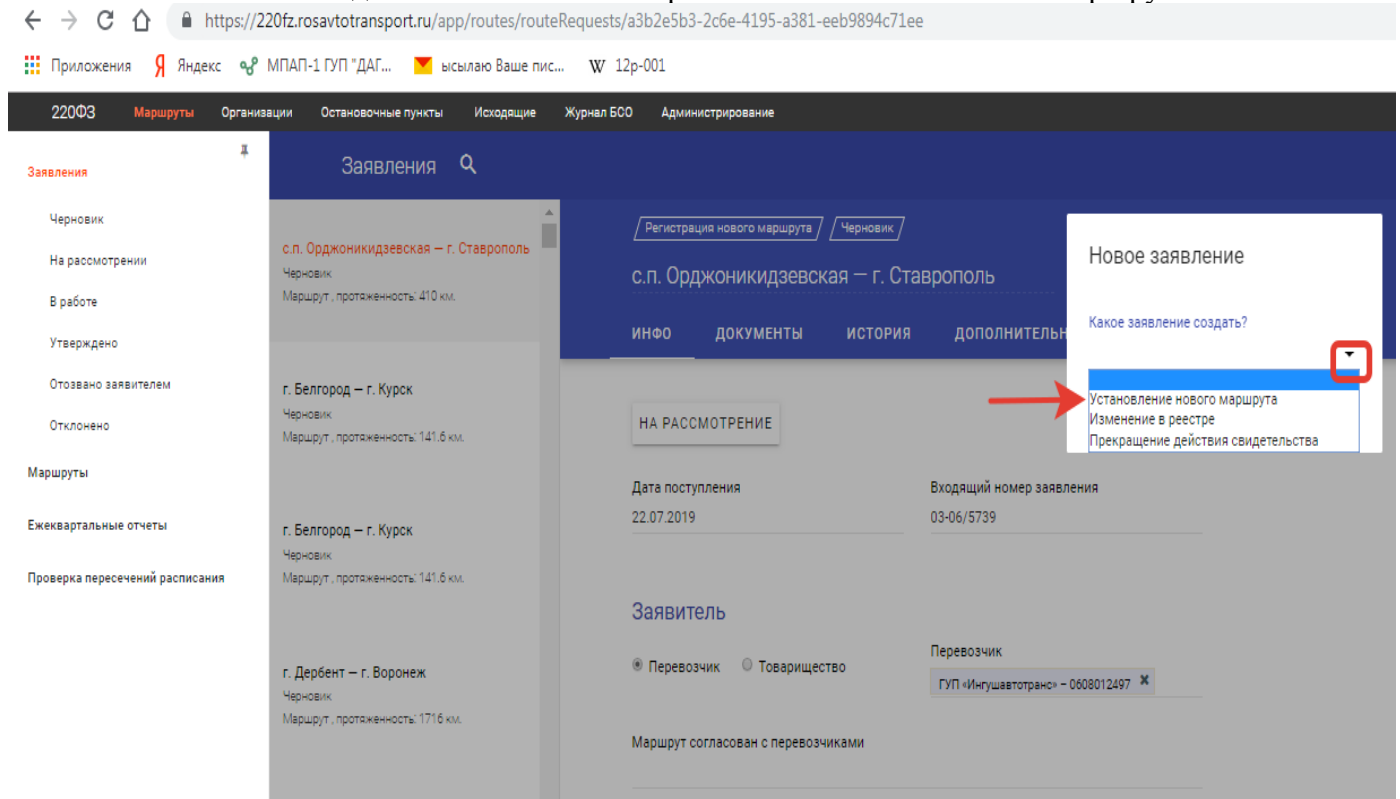 https://220fz.rosavtotransport.ru/app/routes/routeRequests/a3b2e5b3-2c6e-4195-a381-eeb9894c71ee
Приложения Яндекс МПАП-1 ГУП "ДАГ... ысылаю Ваше пис... W 12р-001
220ФЗ Маршруты Организации Остановочные пункты Исходящие Журнал БСО Администрирование
Заявления
Черновик
На рассмотрении
В работе
Утверждено
Отозвано заявителем
Отклонено
Маршруты
Ежеквартальные отчеты
Проверка пересечений расписания
Заявления
с.п. Орджоникидзевская — г. Ставрополь
Черновик
Маршрут , протяженность: 410 км.
г. Белгород — г. Курск
Черновик
Маршрут , протяженность: 141.6 км.
г. Белгород — г. Курск
Черновик
Маршрут , протяженность: 141.6 км.
г. Дербент — г. Воронеж
Черновик
Маршрут , протяженность: 1716 км.
Регистрация нового маршрута Черновик
с.п. Орджоникидзевская — г. Ставрополь
ИНФО ДОКУМЕНТЫ ИСТОРИЯ ДОПОЛНИТЕЛЬН
НА РАССМОТРЕНИЕ
Дата поступления Входящий номер заявления
22.07.2019 03-06/5739
Заявитель
Перевозчик Товарищество
Перевозчик
ГУП «Ингушавтотранс» – 0608012497
Маршрут согласован с перевозчиками
Новое заявление
Какое заявление создать?
Установление нового маршрута
Изменение в реестре
Прекращение действия свидетельства